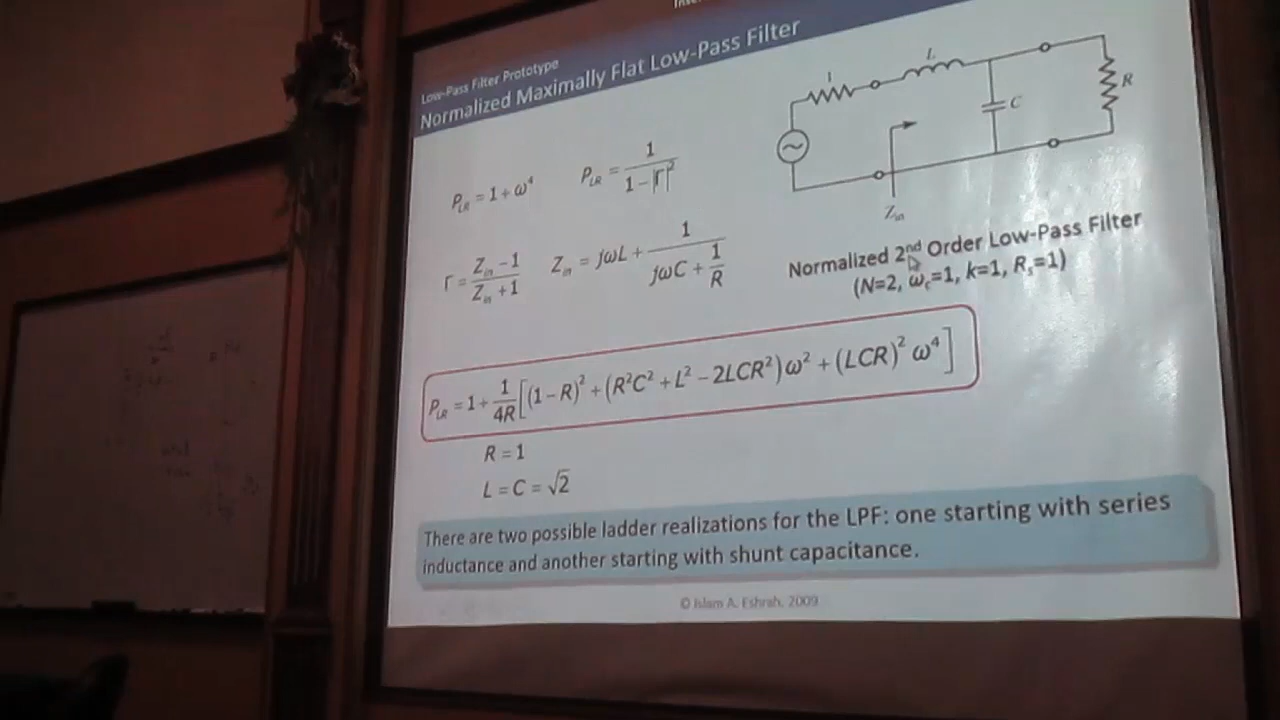 Low-Pass Filter Prototype
Normalized Maximally Flat Low-Pass Filter
P_LR = 1 + ω⁴
P_LR = 1 / (1 − |Γ|²)
Γ = (Z_in − 1) / (Z_in + 1)
Z_in = jωL + 1 / (jωC + 1/R)
1
L
C
R
Z_in
Normalized 2nd Order Low-Pass Filter
(N=2, ω_c=1, k=1, R_s=1)
P_LR = 1 + 1/4R [(1 − R)² + (R²C² + L² − 2LCR²)ω² + (LCR)² ω⁴]
R = 1
L = C = √2
There are two possible ladder realizations for the LPF: one starting with series
inductance and another starting with shunt capacitance.
© Islam A. Eshrah, 2009